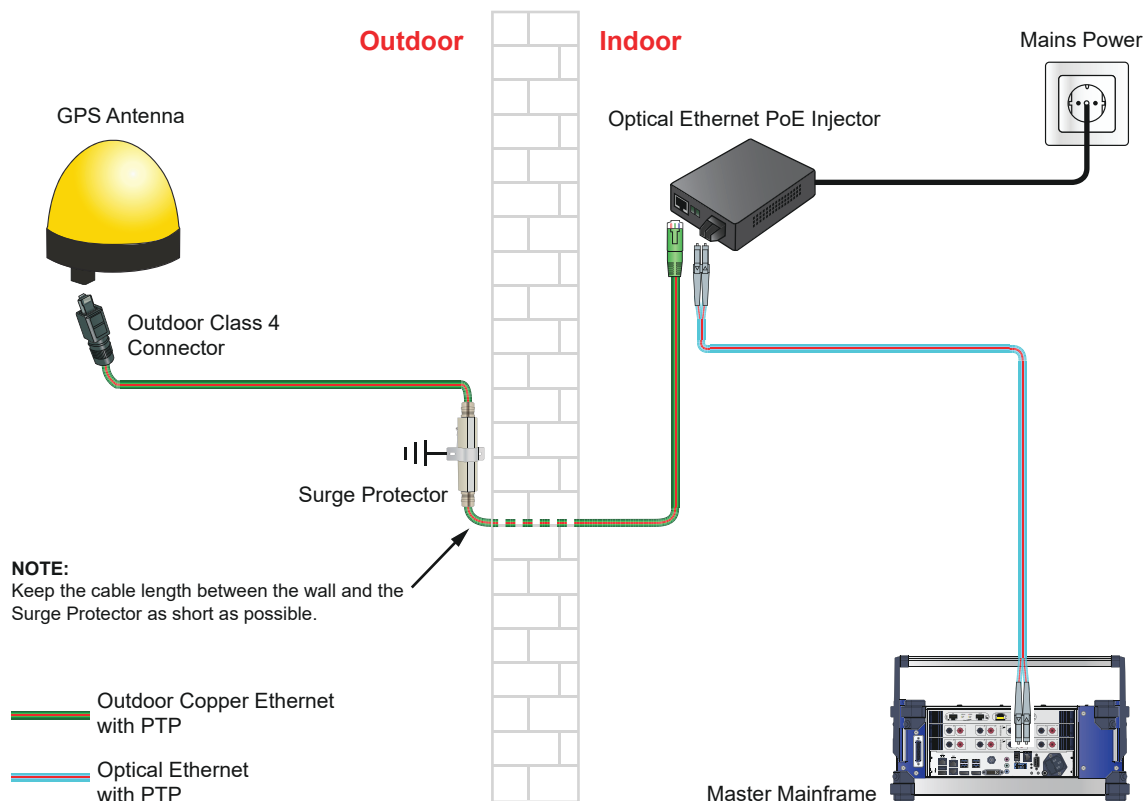 Outdoor
Indoor
Mains Power
GPS Antenna
Optical Ethernet PoE Injector
Outdoor Class 4
Connector
Surge Protector
NOTE:
Keep the cable length between the wall and the
Surge Protector as short as possible.
Outdoor Copper Ethernet
with PTP
Optical Ethernet
with PTP
Master Mainframe